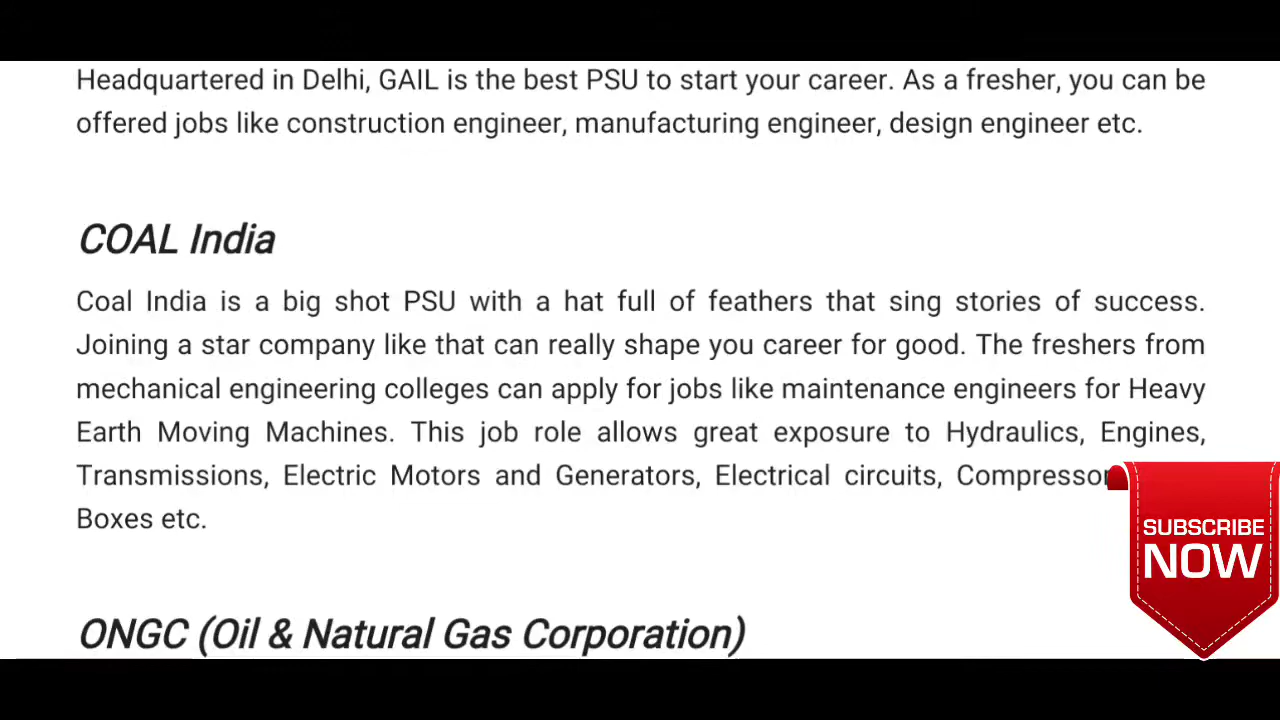 Headquartered in Delhi, GAIL is the best PSU to start your career. As a fresher, you can be
offered jobs like construction engineer, manufacturing engineer, design engineer etc.
COAL India
Coal India is a big shot PSU with a hat full of feathers that sing stories of success.
Joining a star company like that can really shape you career for good. The freshers from
mechanical engineering colleges can apply for jobs like maintenance engineers for Heavy
Earth Moving Machines. This job role allows great exposure to Hydraulics, Engines,
Transmissions, Electric Motors and Generators, Electrical circuits,
Boxes etc.
SUBSCRIBE
NOW
ONGC (Oil & Natural Gas Corporation)